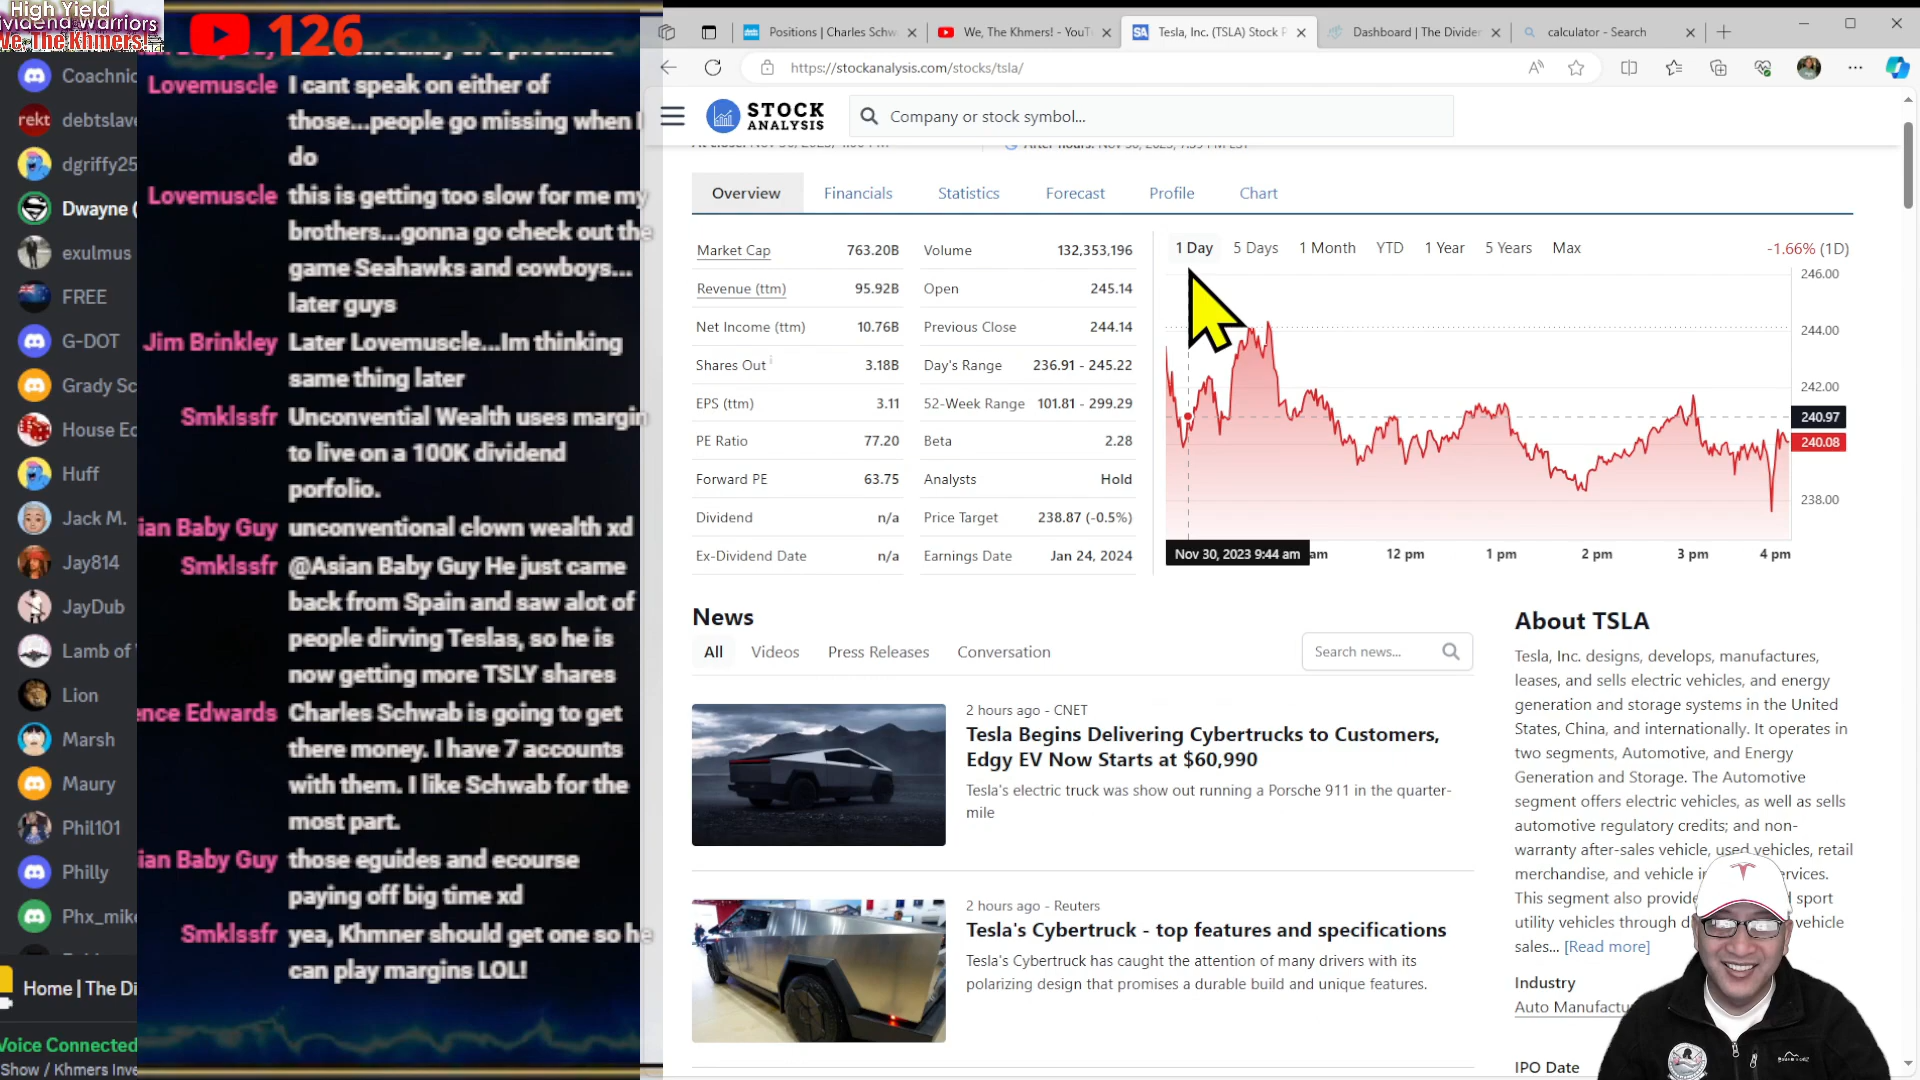 High Yield
Dividend Warriors
We, The Khmers!
126
Coachnic
rekt debtslave
dgriffy25
Dwayne (
exulmus
FREE
G-DOT
Grady Sc
House Ec
Huff
Jack M.
Jay814
JayDub
Lamb of
Lion
Marsh
Maury
Phil101
Philly
Phx_mike
Home | The Di
Voice Connected
Show / Khmers Inve
Lovemuscle I cant speak on either of
those...people go missing when I
do
Lovemuscle this is getting too slow for me my
brothers...gonna go check out the
game Seahawks and cowboys...
later guys
Jim Brinkley Later Lovemuscle...Im thinking
same thing later
Smklssfr Unconvential Wealth uses margin
to live on a 100K dividend
porfolio.
ian Baby Guy unconventional clown wealth xd
Smklssfr @Asian Baby Guy He just came
back from Spain and saw alot of
people dirving Teslas, so he is
now getting more TSLY shares
ence Edwards Charles Schwab is going to get
there money. I have 7 accounts
with them. I like Schwab for the
most part.
ian Baby Guy those eguides and ecourse
paying off big time xd
Smklssfr yea, Khmner should get one so he
can play margins LOL!
Positions | Charles Schw
We, The Khmers! - YouT
SA Tesla, Inc. (TSLA) Stock P
Dashboard | The Divider
calculator - Search
https://stockanalysis.com/stocks/tsla/
STOCK
ANALYSIS
Company or stock symbol...
Overview Financials Statistics Forecast Profile Chart
Market Cap 763.20B Volume 132,353,196
Revenue (ttm) 95.92B Open 245.14
Net Income (ttm) 10.76B Previous Close 244.14
Shares Out 3.18B Day's Range 236.91 - 245.22
EPS (ttm) 3.11 52-Week Range 101.81 - 299.29
PE Ratio 77.20 Beta 2.28
Forward PE 63.75 Analysts Hold
Dividend n/a Price Target 238.87 (-0.5%)
Ex-Dividend Date n/a Earnings Date Jan 24, 2024
1 Day 5 Days 1 Month YTD 1 Year 5 Years Max -1.66% (1D)
246.00
244.00
242.00
240.97
240.08
238.00
Nov 30, 2023 9:44 am am 12 pm 1 pm 2 pm 3 pm 4 pm
News
All Videos Press Releases Conversation Search news...
2 hours ago - CNET
Tesla Begins Delivering Cybertrucks to Customers,
Edgy EV Now Starts at $60,990
Tesla's electric truck was show out running a Porsche 911 in the quarter-
mile
2 hours ago - Reuters
Tesla's Cybertruck - top features and specifications
Tesla's Cybertruck has caught the attention of many drivers with its
polarizing design that promises a durable build and unique features.
About TSLA
Tesla, Inc. designs, develops, manufactures,
leases, and sells electric vehicles, and energy
generation and storage systems in the United
States, China, and internationally. It operates in
two segments, Automotive, and Energy
Generation and Storage. The Automotive
segment offers electric vehicles, as well as sells
automotive regulatory credits; and non-
warranty after-sales vehicle, used vehicles, retail
merchandise, and vehicle in ervices.
This segment also provide sport
utility vehicles through d vehicle
sales... [Read more]
Industry
Auto Manufactu
IPO Date